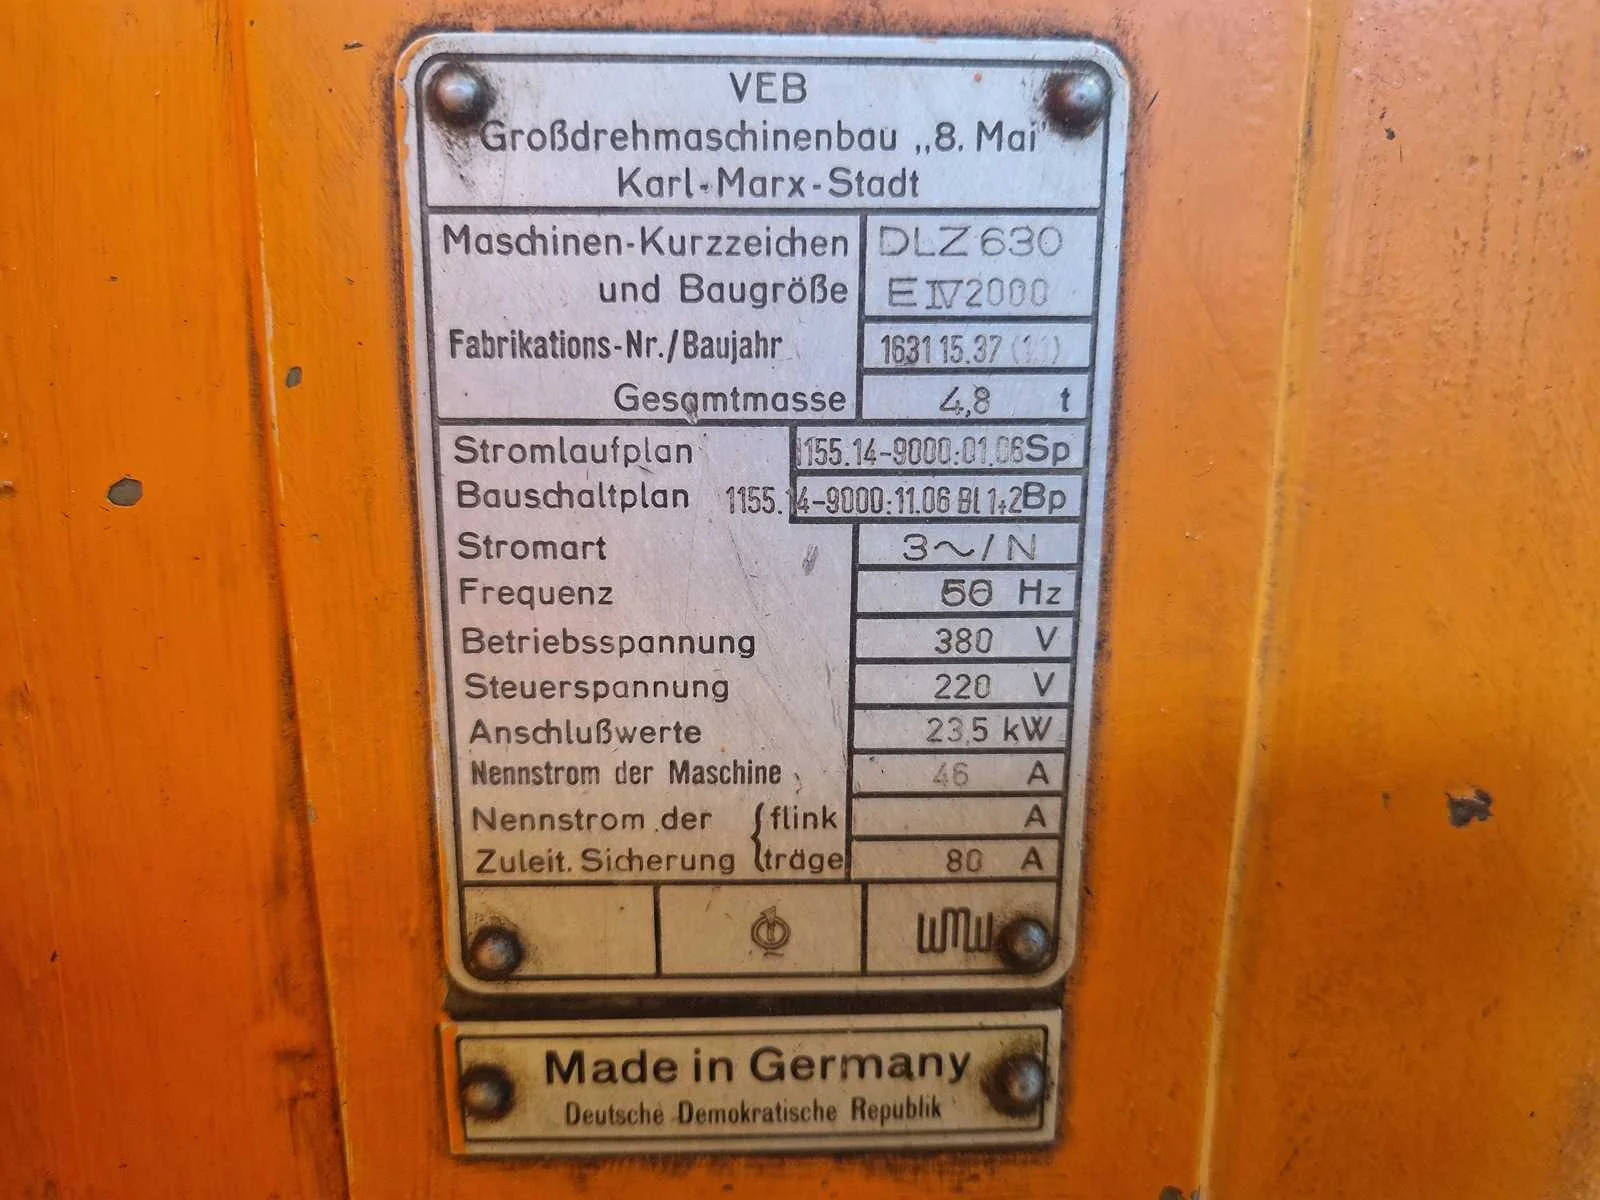 VEB
Großdrehmaschinenbau „8. Mai"
Karl-Marx-Stadt
Maschinen-Kurzzeichen DLZ 630
und Baugröße E IV 2000
Fabrikations-Nr./Baujahr 1631 15.37
Gesamtmasse 4,8 t
Stromlaufplan 1155.14-9000:01.06 Sp
Bauschaltplan 1155.14-9000:11.06 Bl 1+2 Bp
Stromart 3~/N
Frequenz 50 Hz
Betriebsspannung 380 V
Steuerspannung 220 V
Anschlußwerte 23,5 kW
Nennstrom der Maschine 46 A
Nennstrom der { flink A
Zuleit. Sicherung { träge 80 A
WMW
Made in Germany
Deutsche Demokratische Republik